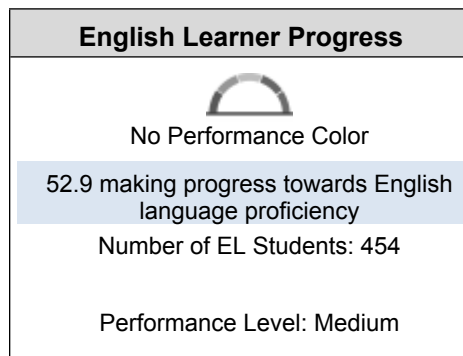 English Learner Progress
No Performance Color
52.9 making progress towards English
language proficiency
Number of EL Students: 454
Performance Level: Medium